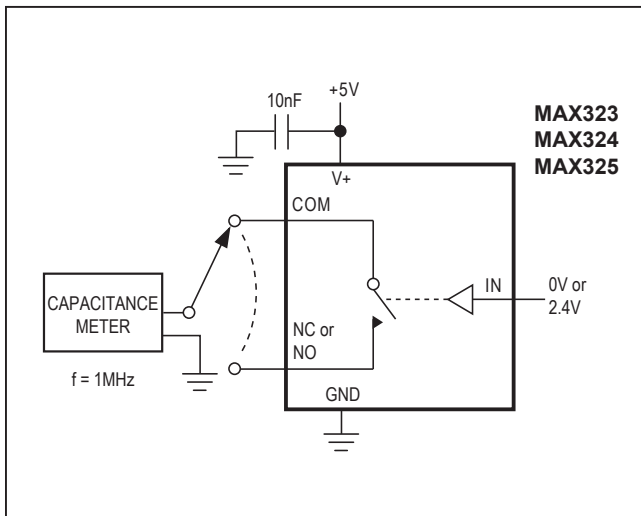 +5V
10nF
MAX323
MAX324
MAX325
V+
COM
IN
0V or
2.4V
CAPACITANCE
METER
NC or
NO
f = 1MHz
GND